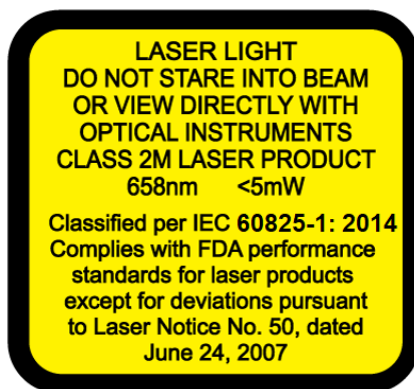 LASER LIGHT
DO NOT STARE INTO BEAM
OR VIEW DIRECTLY WITH
OPTICAL INSTRUMENTS
CLASS 2M LASER PRODUCT
658nm <5mW
Classified per IEC 60825-1: 2014
Complies with FDA performance
standards for laser products
except for deviations pursuant
to Laser Notice No. 50, dated
June 24, 2007